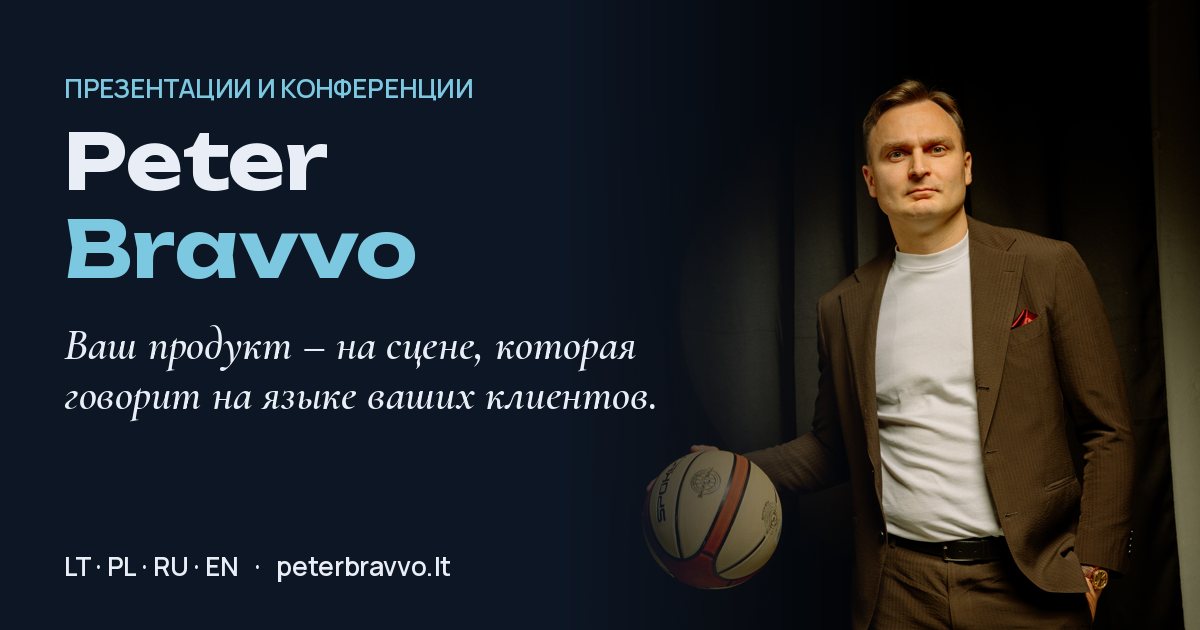 ПРЕЗЕНТАЦИИ И КОНФЕРЕНЦИИ
Peter
Bravvo
Ваш продукт – на сцене, которая
говорит на языке ваших клиентов.
SPOKEY
LT · PL · RU · EN · peterbravvo.lt